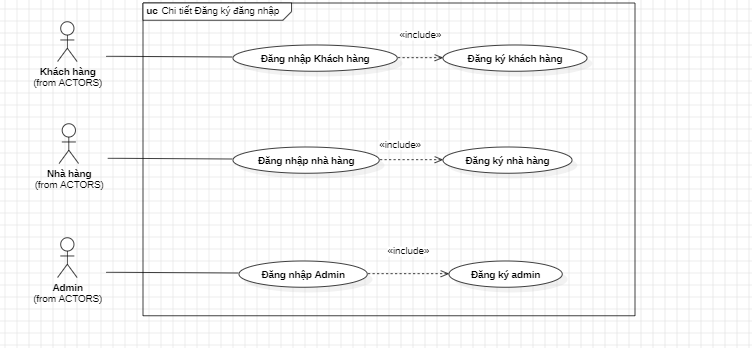 uc Chi tiết Đăng ký đăng nhập
Khách hàng
(from ACTORS)
Đăng nhập Khách hàng
«include»
Đăng ký khách hàng
Nhà hàng
(from ACTORS)
Đăng nhập nhà hàng
«include»
Đăng ký nhà hàng
Admin
(from ACTORS)
Đăng nhập Admin
«include»
Đăng ký admin